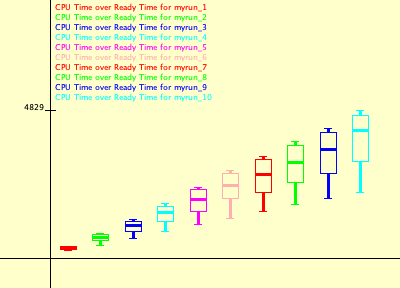 CPU Time over Ready Time for myrun_1
CPU Time over Ready Time for myrun_2
CPU Time over Ready Time for myrun_3
CPU Time over Ready Time for myrun_4
CPU Time over Ready Time for myrun_5
CPU Time over Ready Time for myrun_6
CPU Time over Ready Time for myrun_7
CPU Time over Ready Time for myrun_8
CPU Time over Ready Time for myrun_9
CPU Time over Ready Time for myrun_10
4829